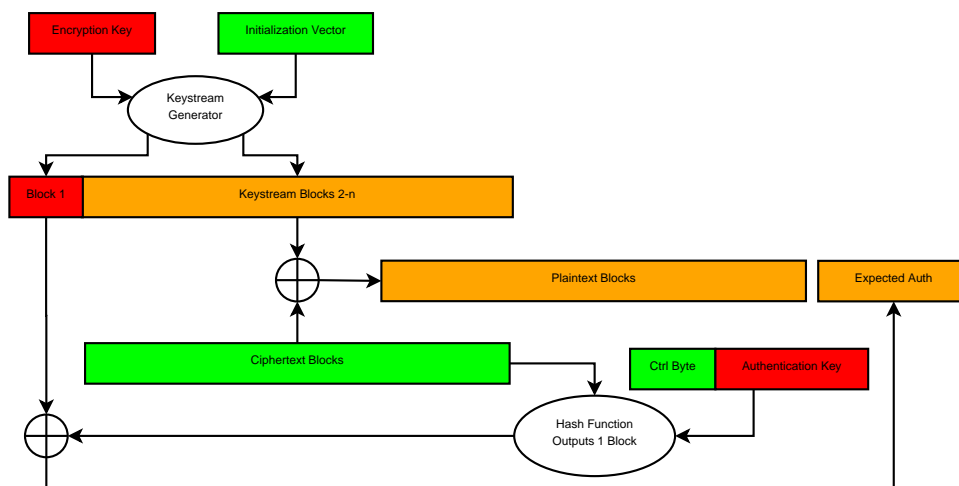 Encryption Key
Initialization Vector
Keystream
Generator
Block 1
Keystream Blocks 2-n
Plaintext Blocks
Expected Auth
Ciphertext Blocks
Ctrl Byte
Authentication Key
Hash Function
Outputs 1 Block